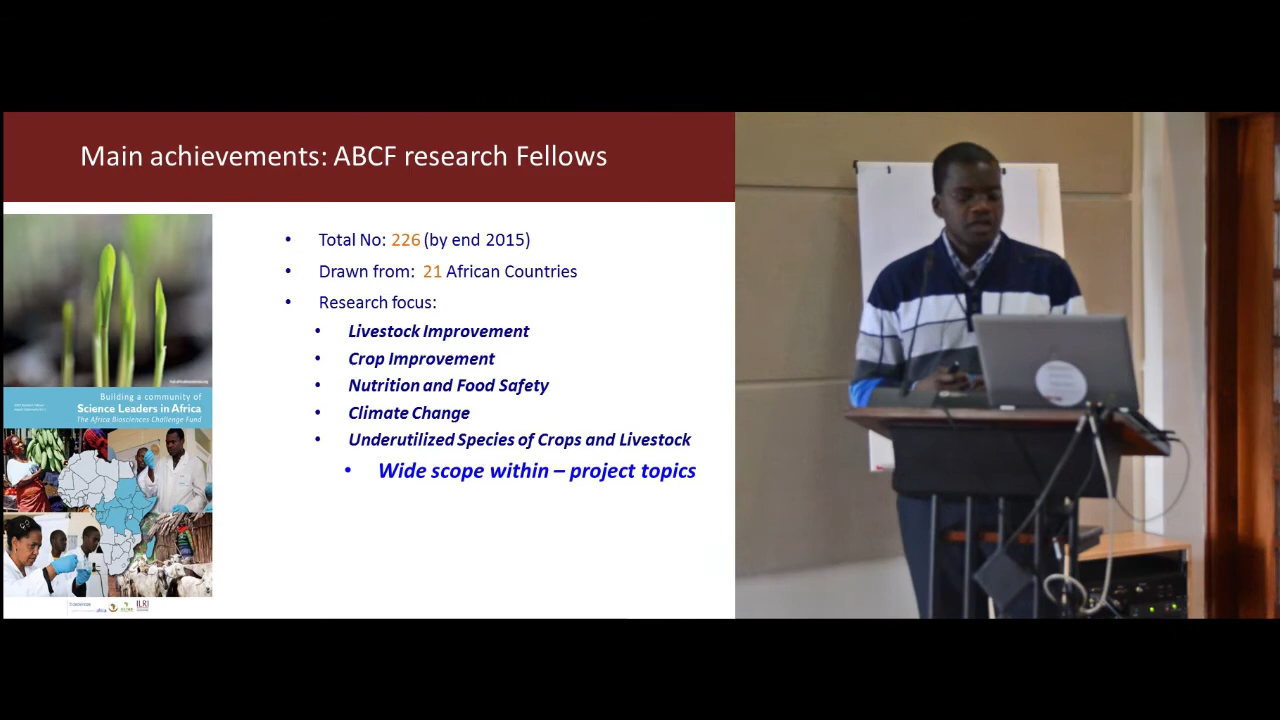 Main achievements: ABCF research Fellows
• Total No: 226 (by end 2015)
• Drawn from: 21 African Countries
• Research focus:
• Livestock Improvement
• Crop Improvement
• Nutrition and Food Safety
• Climate Change
• Underutilized Species of Crops and Livestock
• Wide scope within – project topics
Building a community of
Science Leaders in Africa
The Africa Biosciences Challenge Fund
ILRI